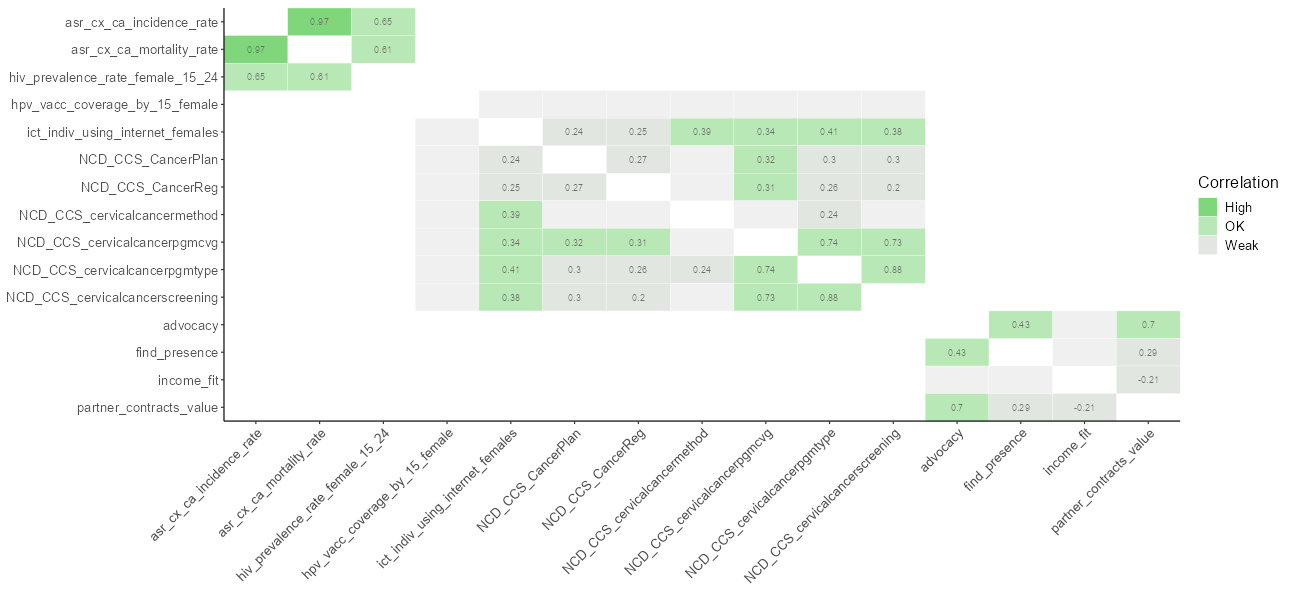 asr_cx_ca_incidence_rate 0.97 0.65
asr_cx_ca_mortality_rate 0.97 0.61
hiv_prevalence_rate_female_15_24 0.65 0.61
hpv_vacc_coverage_by_15_female
ict_indiv_using_internet_females 0.24 0.25 0.39 0.34 0.41 0.38
NCD_CCS_CancerPlan 0.24 0.27 0.32 0.3 0.3
NCD_CCS_CancerReg 0.25 0.27 0.31 0.26 0.2
NCD_CCS_cervicalcancermethod 0.39 0.24
NCD_CCS_cervicalcancerpgmcvg 0.34 0.32 0.31 0.74 0.73
NCD_CCS_cervicalcancerpgmtype 0.41 0.3 0.26 0.24 0.74 0.88
NCD_CCS_cervicalcancerscreening 0.38 0.3 0.2 0.73 0.88
advocacy 0.43 0.7
find_presence 0.43 0.29
income_fit -0.21
partner_contracts_value 0.7 0.29 -0.21
asr_cx_ca_incidence_rate
asr_cx_ca_mortality_rate
hiv_prevalence_rate_female_15_24
hpv_vacc_coverage_by_15_female
ict_indiv_using_internet_females
NCD_CCS_CancerPlan
NCD_CCS_CancerReg
NCD_CCS_cervicalcancermethod
NCD_CCS_cervicalcancerpgmcvg
NCD_CCS_cervicalcancerpgmtype
NCD_CCS_cervicalcancerscreening
advocacy
find_presence
income_fit
partner_contracts_value
Correlation
High
OK
Weak